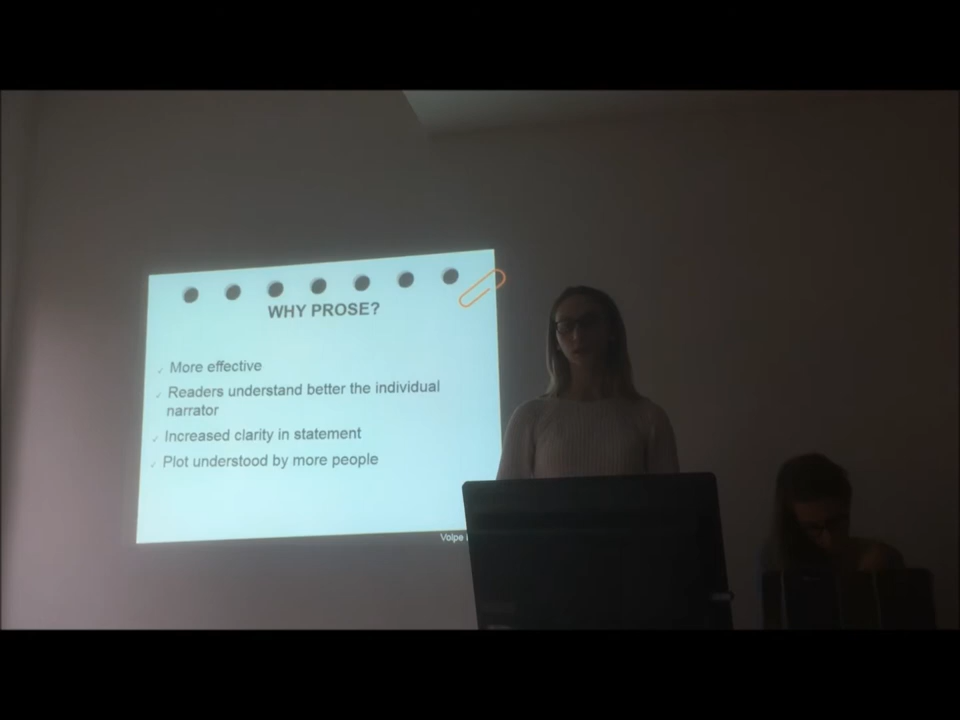 WHY PROSE?
✓ More effective
✓ Readers understand better the individual
narrator
✓ Increased clarity in statement
✓ Plot understood by more people
Volpe